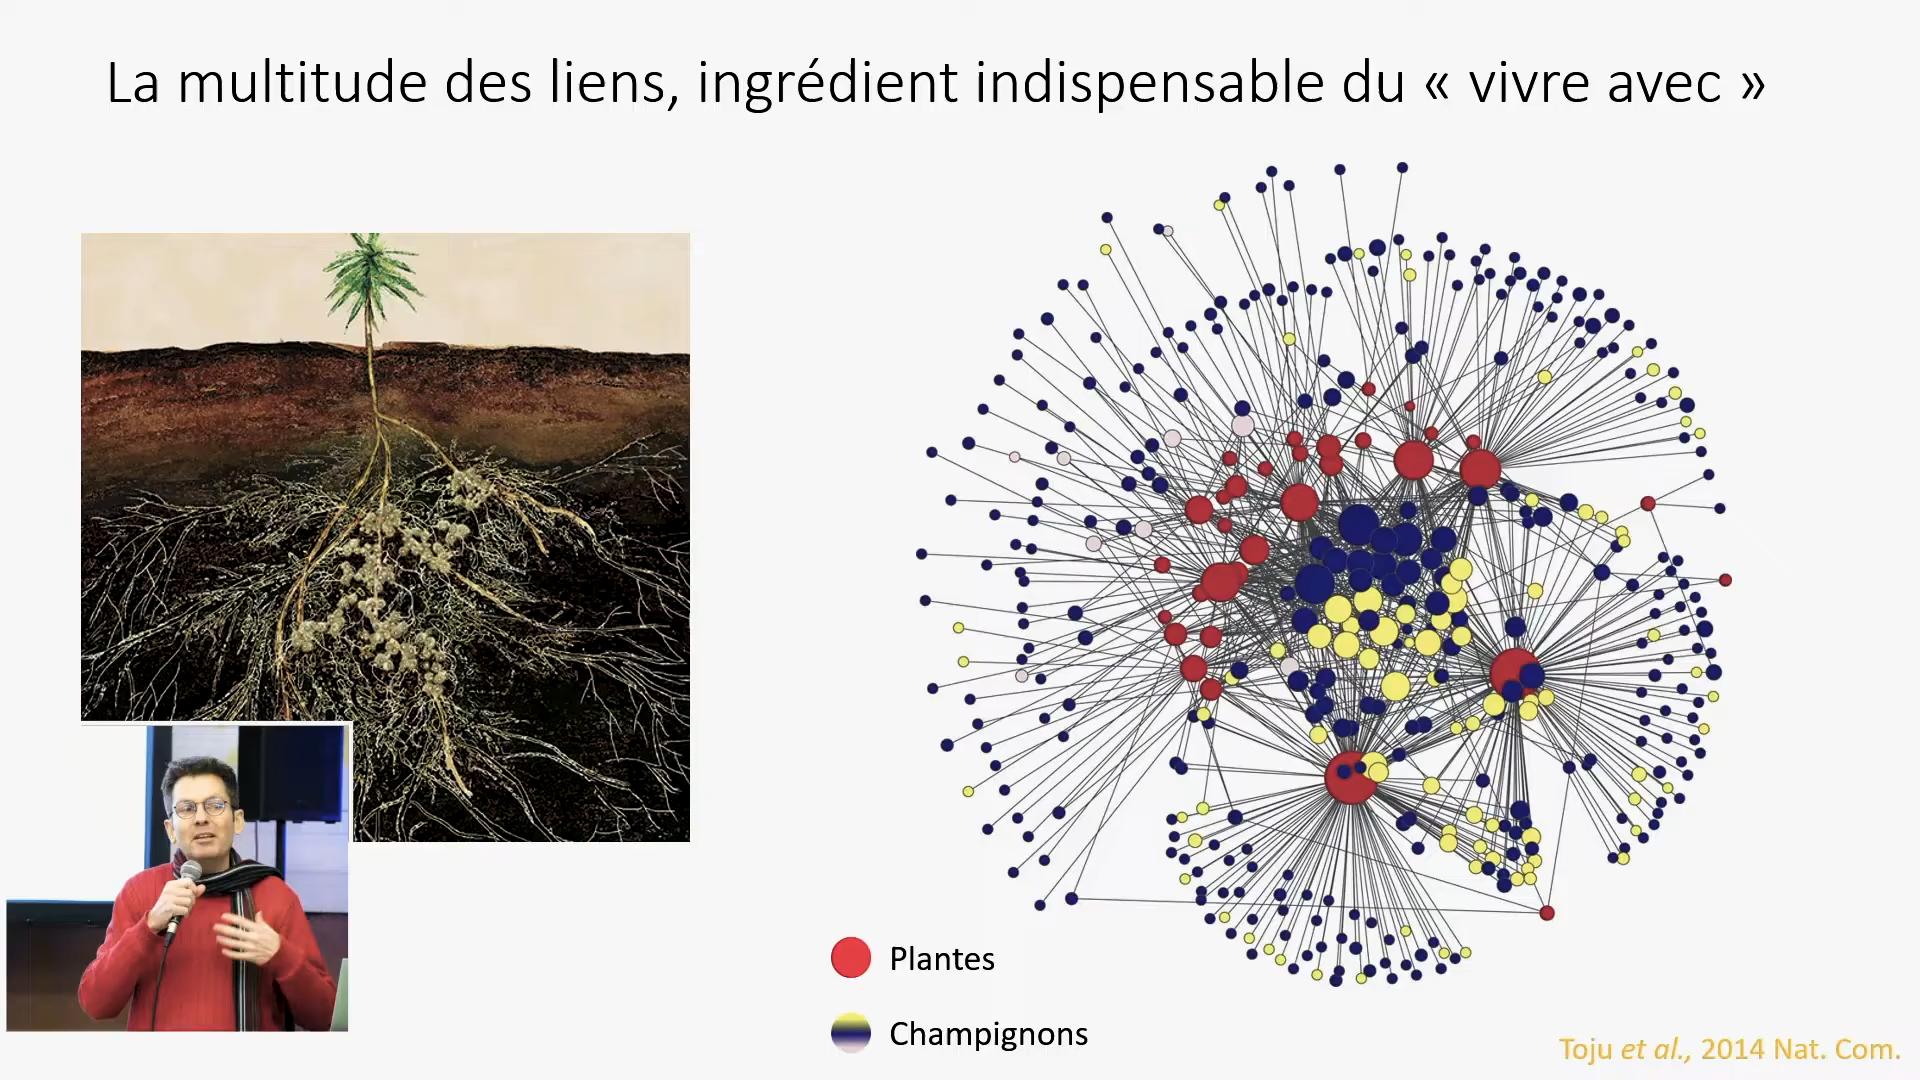 La multitude des liens, ingrédient indispensable du « vivre avec »
Plantes
Champignons
Toju et al., 2014 Nat. Com.